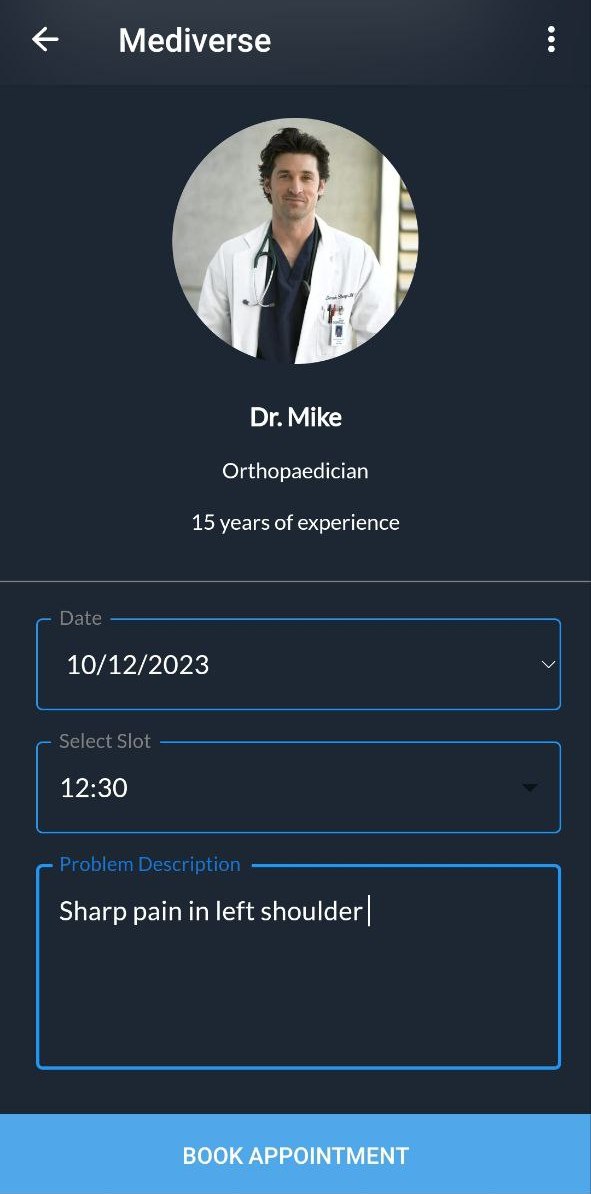 Mediverse
Dr. Mike
Orthopaedician
15 years of experience
Date
10/12/2023
Select Slot
12:30
Problem Description
Sharp pain in left shoulder
BOOK APPOINTMENT